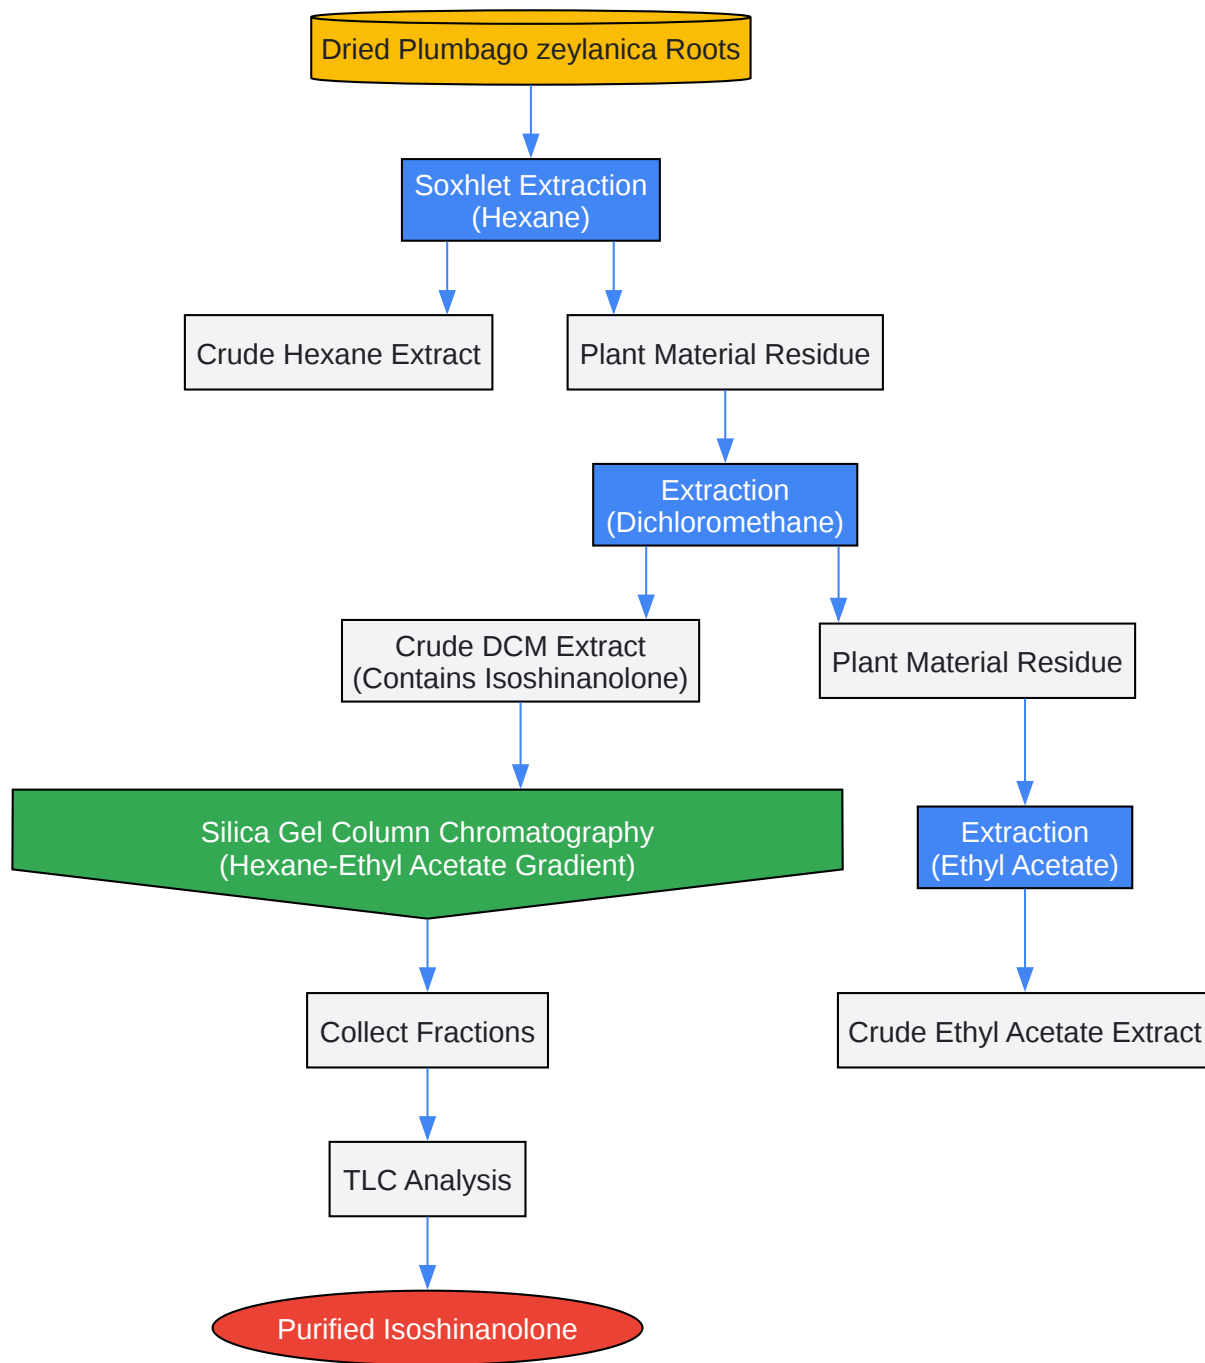 Dried Plumbago zeylanica Roots
Soxhlet Extraction
(Hexane)
Crude Hexane Extract
Plant Material Residue
Extraction
(Dichloromethane)
Crude DCM Extract
(Contains Isoshinanolone)
Plant Material Residue
Silica Gel Column Chromatography
(Hexane-Ethyl Acetate Gradient)
Extraction
(Ethyl Acetate)
Collect Fractions
Crude Ethyl Acetate Extract
TLC Analysis
Purified Isoshinanolone